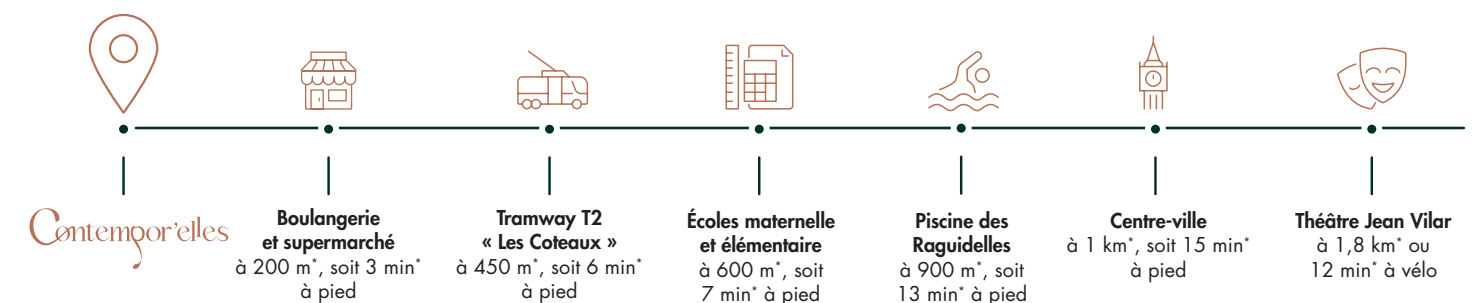 Contempor'elles
Boulangerie
et supermarché
à 200 m*, soit 3 min*
à pied
Tramway T2
« Les Coteaux »
à 450 m*, soit 6 min*
à pied
Écoles maternelle
et élémentaire
à 600 m*, soit
7 min* à pied
Piscine des
Raguidelles
à 900 m*, soit
13 min* à pied
Centre-ville
à 1 km*, soit 15 min*
à pied
Théâtre Jean Vilar
à 1,8 km* ou
12 min* à vélo